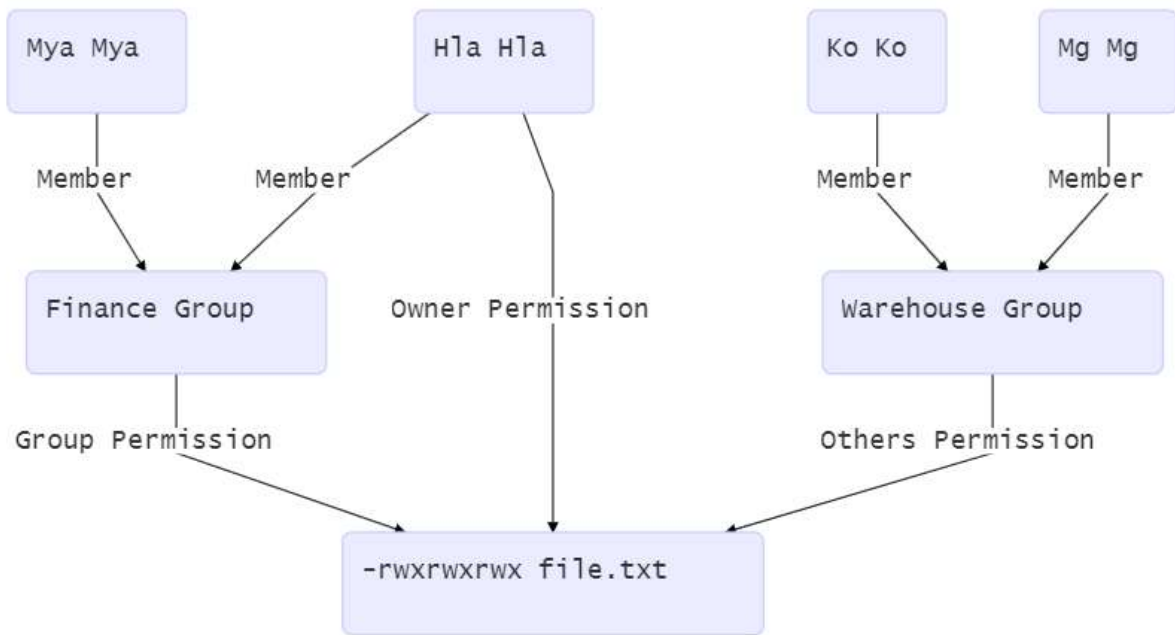 Mya Mya
Hla Hla
Ko Ko
Mg Mg
Member
Member
Member
Member
Finance Group
Owner Permission
Warehouse Group
Group Permission
Others Permission
-rwxrwxrwx file.txt